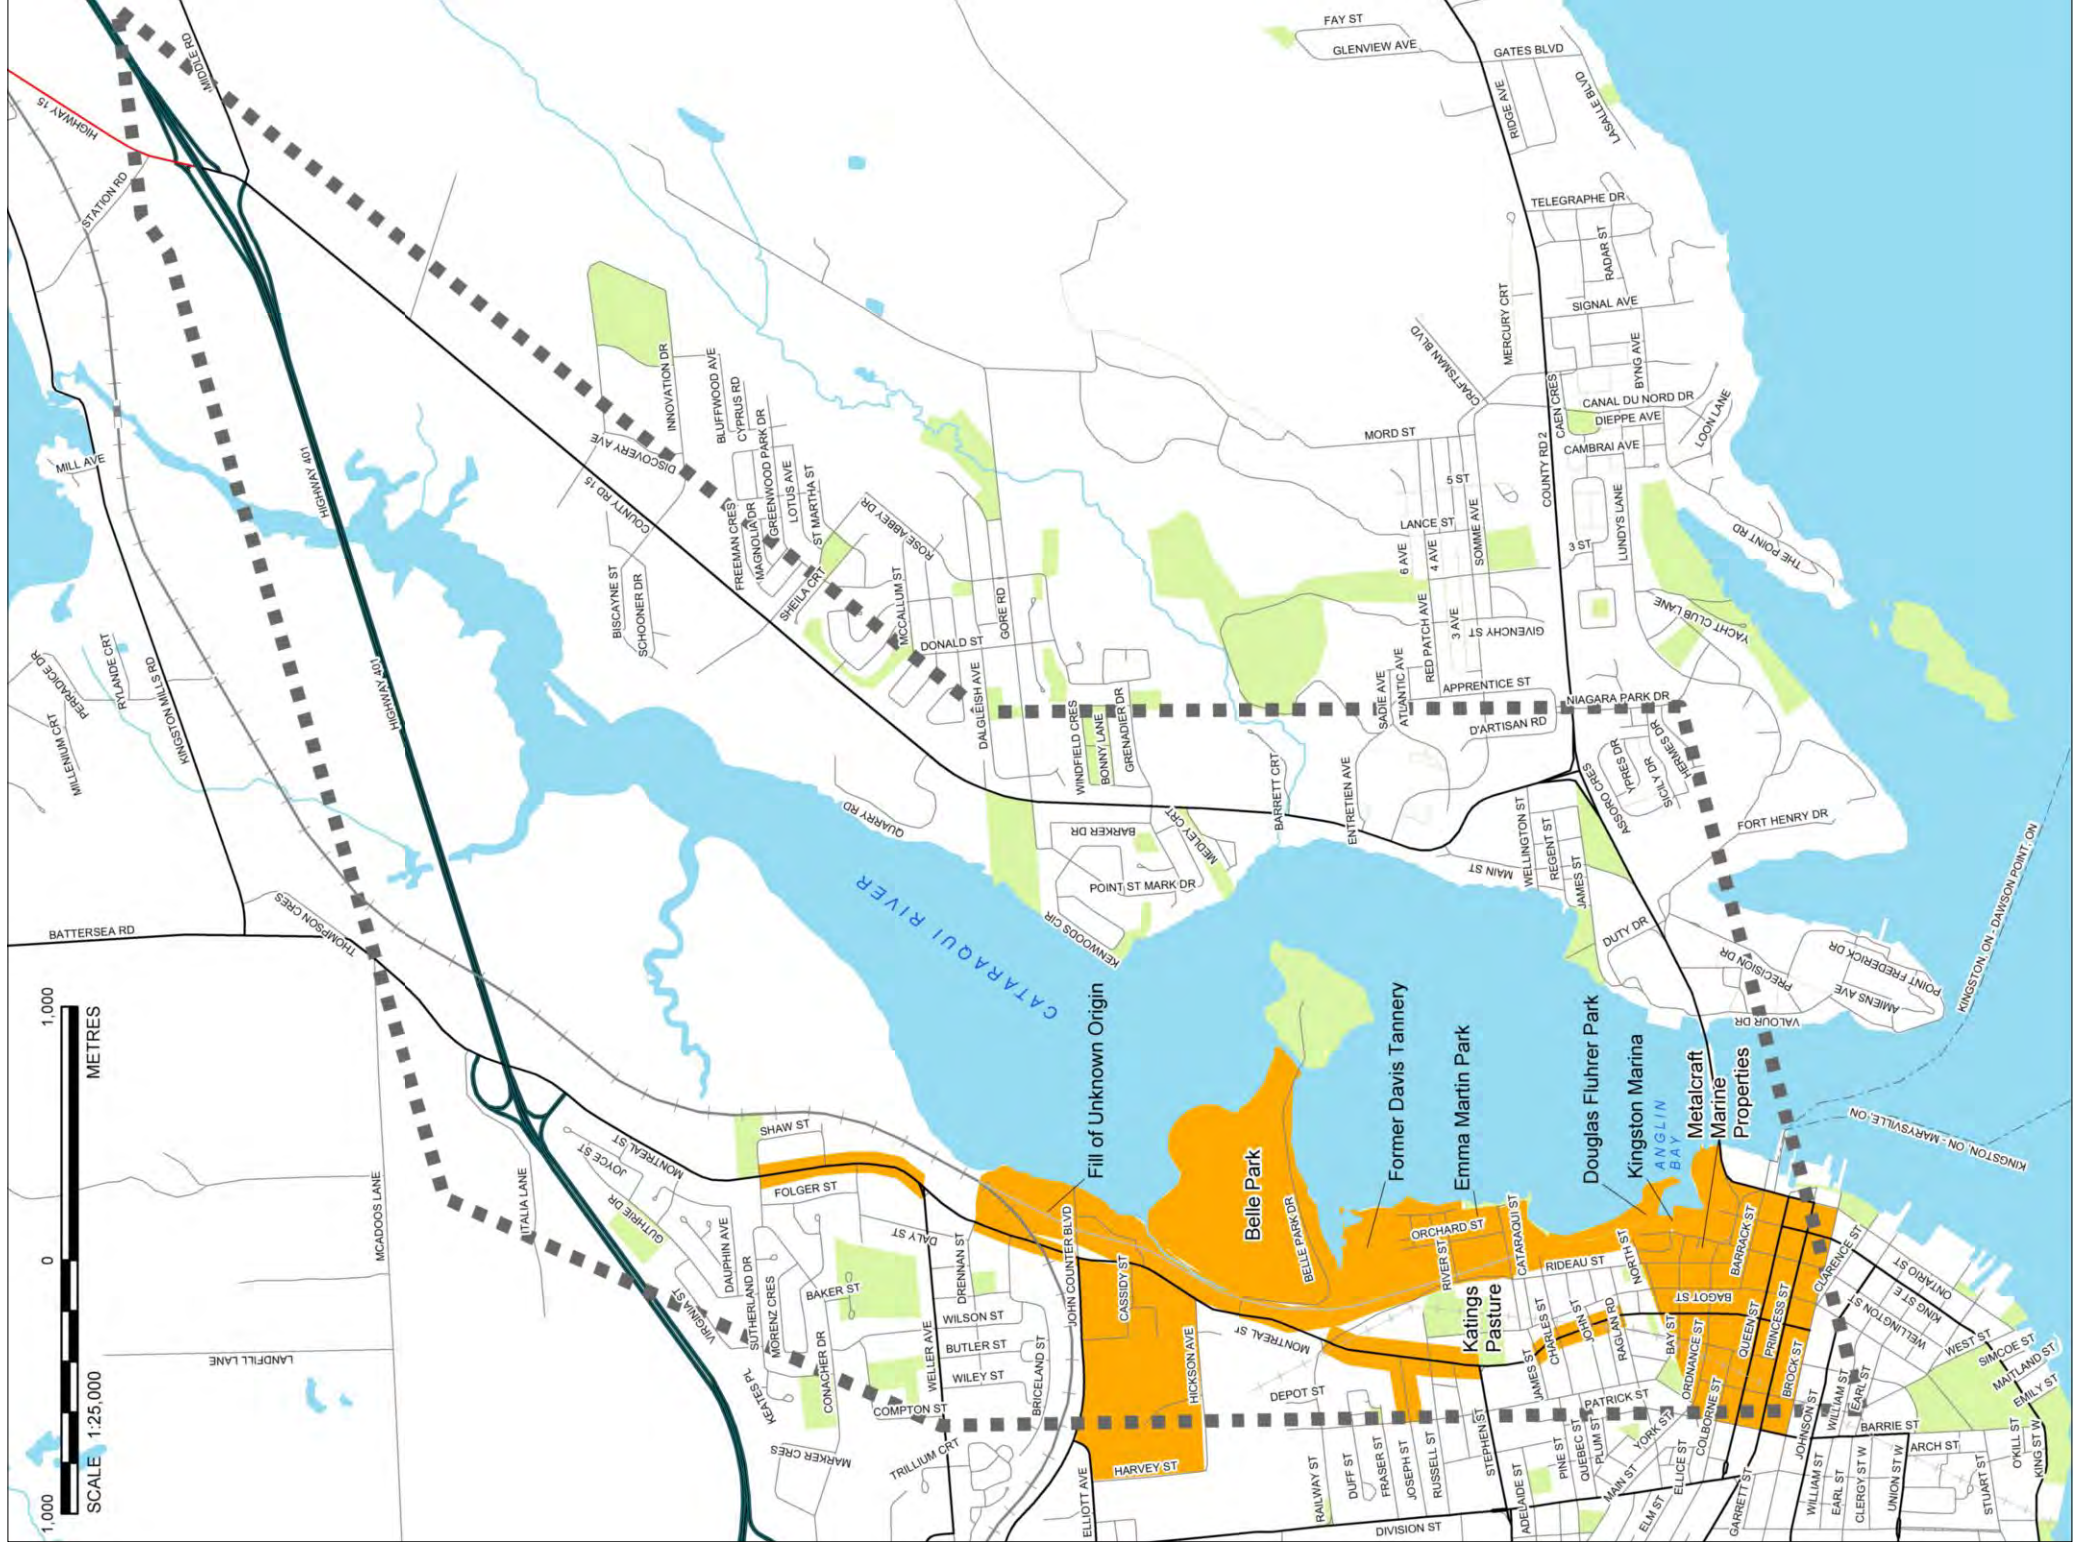 FAY ST
GLENVIEW AVE
GATES BLVD
RIDGE AVE
LASALLE BLVD
HIGHWAY 15
MIDDLE RD
STATION RD
TELEGRAPHE DR
RADAR ST
SIGNAL AVE
MERCURY CRT
CRAFTSMAN BLVD
BYNG AVE
CAEN CRES
CANAL DU NORD DR
DIEPPE AVE
LOON LANE
CAMBRAI AVE
MORD ST
COUNTY RD 2
INNOVATION DR
DISCOVERY AVE
BLUFFWOOD AVE
CYPRUS RD
GREENWOOD PARK DR
LOTUS AVE
ST MARTHA ST
FREEMAN CRES
MAGNOLIA DR
SHEILA CRT
ROSE ABBEY DR
MCCALLUM ST
DONALD ST
GORE RD
DALGLEISH AVE
COUNTY RD 15
BISCAYNE ST
SCHOONER DR
MILL AVE
HIGHWAY 401
HIGHWAY 401
PERRADICE DR
RYLANDE CRT
MILLENIUM CRT
KINGSTON MILLS RD
5 ST
LANCE ST
SOMME AVE
6 AVE
4 AVE
3 AVE
3 ST
LUNDYS LANE
THE POINT RD
RED PATCH AVE
GIVENCHY ST
YACHT CLUB LANE
SADIE AVE
ATLANTIC AVE
APPRENTICE ST
D'ARTISAN RD
NIAGARA PARK DR
HERMES DR
YPRES DR
SICILY DR
ASSORO CRES
FORT HENRY DR
WINDFIELD CRES
BONNY LANE
GRENADIER DR
BARRETT CRT
ENTRETIEN AVE
QUARRY RD
BARKER DR
MEDLEY CRT
POINT ST MARK DR
KENWOODS CIR
MAIN ST
WELLINGTON ST
REGENT ST
JAMES ST
DUTY DR
PRECISION DR
POINT FREDERICK DR
AMIENS AVE
VALOUR DR
KINGSTON, ON - DAWSON POINT, ON
KINGSTON, ON - MARYSVILLE, ON
CATARAQUI RIVER
BATTERSEA RD
THOMPSON CRES
1,000
0
1,000
METRES
SCALE 1:25,000
MCADOOS LANE
LANDFILL LANE
ITALIA LANE
JOYCE ST
MONTREAL ST
GUTHRIE DR
VIRGINIA ST
DAUPHIN AVE
SUTHERLAND DR
MORENZ CRES
BAKER ST
KEATES PL
CONACHER DR
MARKER CRES
COMPTON ST
TRILLIUM CRT
SHAW ST
FOLGER ST
DALY ST
DRENNAN ST
WELLER AVE
WILSON ST
BUTLER ST
WILEY ST
BRICELAND ST
ELLIOTT AVE
JOHN COUNTER BLVD
CASSIDY ST
HICKSON AVE
HARVEY ST
MONTREAL ST
Fill of Unknown Origin
Belle Park
BELLE PARK DR
Former Davis Tannery
Emma Martin Park
Douglas Fluhrer Park
Kingston Marina
ANGLIN
BAY
Metalcraft
Marine
Properties
Katings
Pasture
ORCHARD ST
RIVER ST
CATARAQUI ST
RIDEAU ST
NORTH ST
CHARLES ST
JOHN ST
RAGLAN RD
JAMES ST
BAY ST
BAGOT ST
BARRACK ST
ORDNANCE ST
QUEEN ST
PRINCESS ST
BROCK ST
COLBORNE ST
CLARENCE ST
ONTARIO ST
KING ST E
WELLINGTON ST
WEST ST
SIMCOE ST
MAITLAND ST
EMILY ST
DEPOT ST
RAILWAY ST
DUFF ST
FRASER ST
JOSEPH ST
RUSSELL ST
DIVISION ST
STEPHEN ST
ADELAIDE ST
PINE ST
QUEBEC ST
PLUM ST
PATRICK ST
YORK ST
MAIN ST
ELM ST
ELLICE ST
GARRETT ST
JOHNSON ST
WILLIAM ST
EARL ST
WILLIAM ST
EARL ST
CLERGY ST W
UNION ST W
BARRIE ST
ARCH ST
STUART ST
O'KILL ST
KING ST W